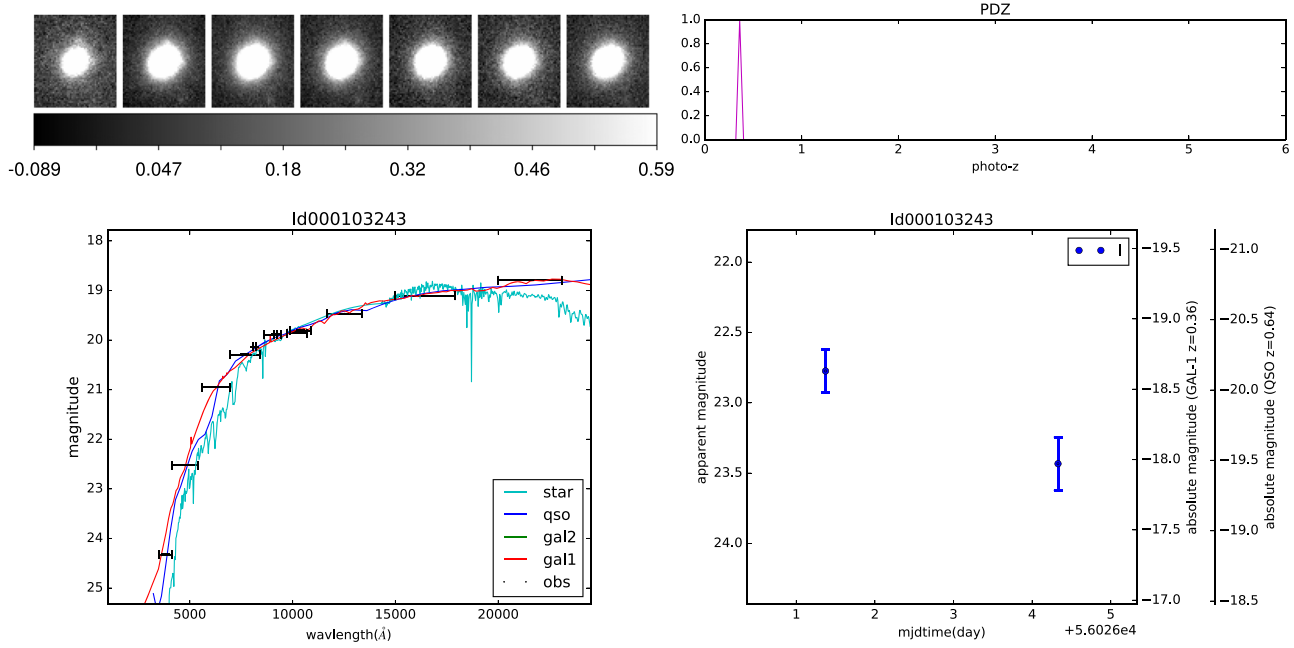 -0.089 0.047 0.18 0.32 0.46 0.59
PDZ
1.0
0.8
0.6
0.4
0.2
0.0
0 1 2 3 4 5 6
photo-z
Id000103243
magnitude
18
19
20
21
22
23
24
25
star
qso
gal2
gal1
obs
5000 10000 15000 20000
wavlength(Å)
Id000103243
apparent magnitude
22.0
22.5
23.0
23.5
24.0
1 2 3 4 5
mjdtime(day)
+5.6026e4
−19.5
−19.0
−18.5
−18.0
−17.5
−17.0
absolute magnitude (GAL-1 z=0.36)
−21.0
−20.5
−20.0
−19.5
−19.0
−18.5
absolute magnitude (QSO z=0.64)